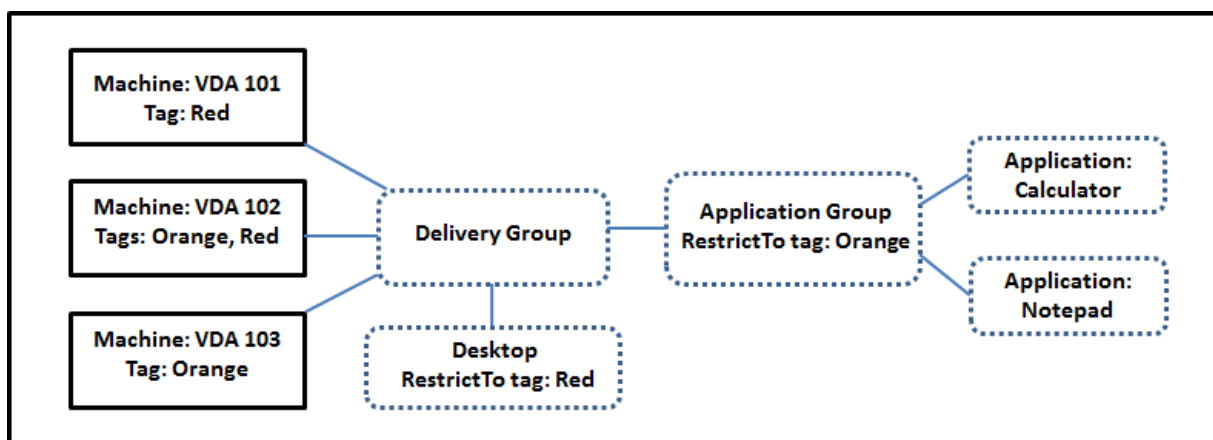 Machine: VDA 101
Tag: Red
Machine: VDA 102
Tags: Orange, Red
Machine: VDA 103
Tag: Orange
Delivery Group
Desktop
RestrictTo tag: Red
Application Group
RestrictTo tag: Orange
Application:
Calculator
Application:
Notepad